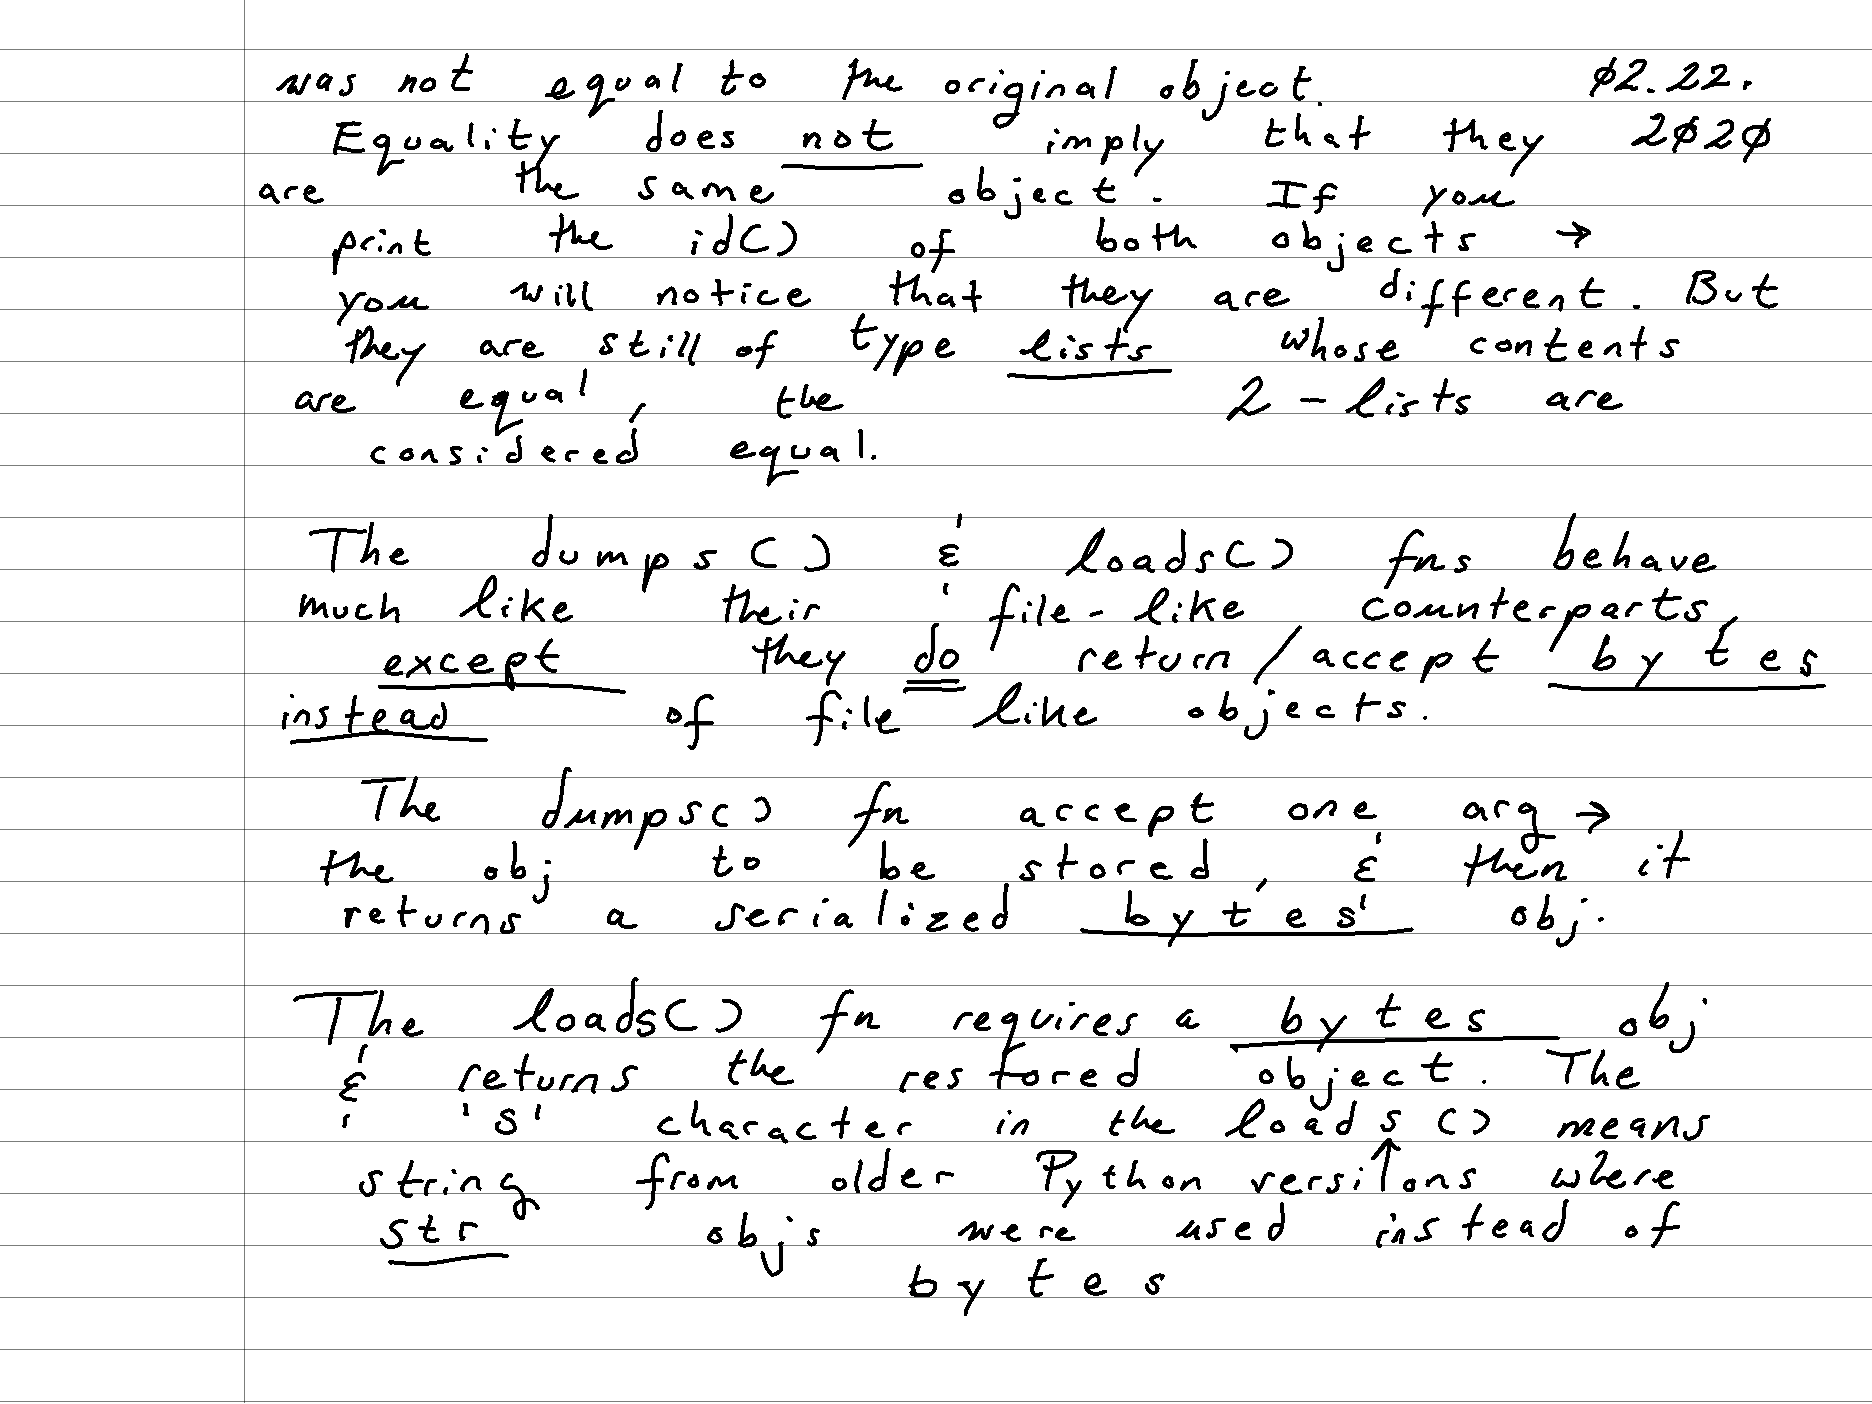 was not equal to the original object. 02.22.
Equality does not imply that they 2020
are the same object. If you
print the id() of both objects →
you will notice that they are different. But
they are still of type lists whose contents
are equal, the 2 - lists are
considered equal.
The dumps() & loads() fns behave
much like their file-like counterparts,
except they do return/accept bytes
instead of file like objects.
The dumps() fn accept one arg →
the obj to be stored, & then it
returns a serialized bytes' obj.
The loads() fn requires a bytes obj
& returns the restored object. The
's' character in the loads() means
string from older Python versions where
str objs were used instead of
bytes